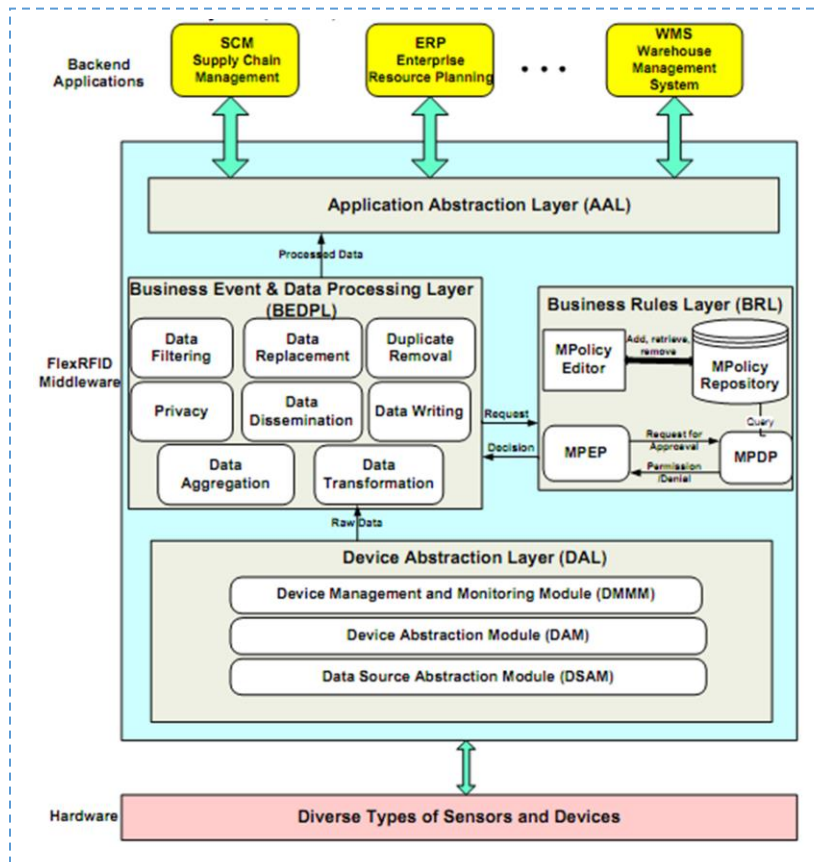 SCM
Supply Chain
Management
ERP
Enterprise
Resource Planning
• • •
WMS
Warehouse
Management
System
Backend
Applications
Application Abstraction Layer (AAL)
Processed Data
Business Event & Data Processing Layer
(BEDPL)
Data
Filtering
Data
Replacement
Duplicate
Removal
Privacy
Data
Dissemination
Data Writing
Data
Aggregation
Data
Transformation
FlexRFID
Middleware
Request
Decision
Business Rules Layer (BRL)
MPolicy
Editor
Add, retrieve,
remove
MPolicy
Repository
Query
MPEP
Request for
Approaval
Permission
/Denial
MPDP
Raw Data
Device Abstraction Layer (DAL)
Device Management and Monitoring Module (DMMM)
Device Abstraction Module (DAM)
Data Source Abstraction Module (DSAM)
Hardware
Diverse Types of Sensors and Devices